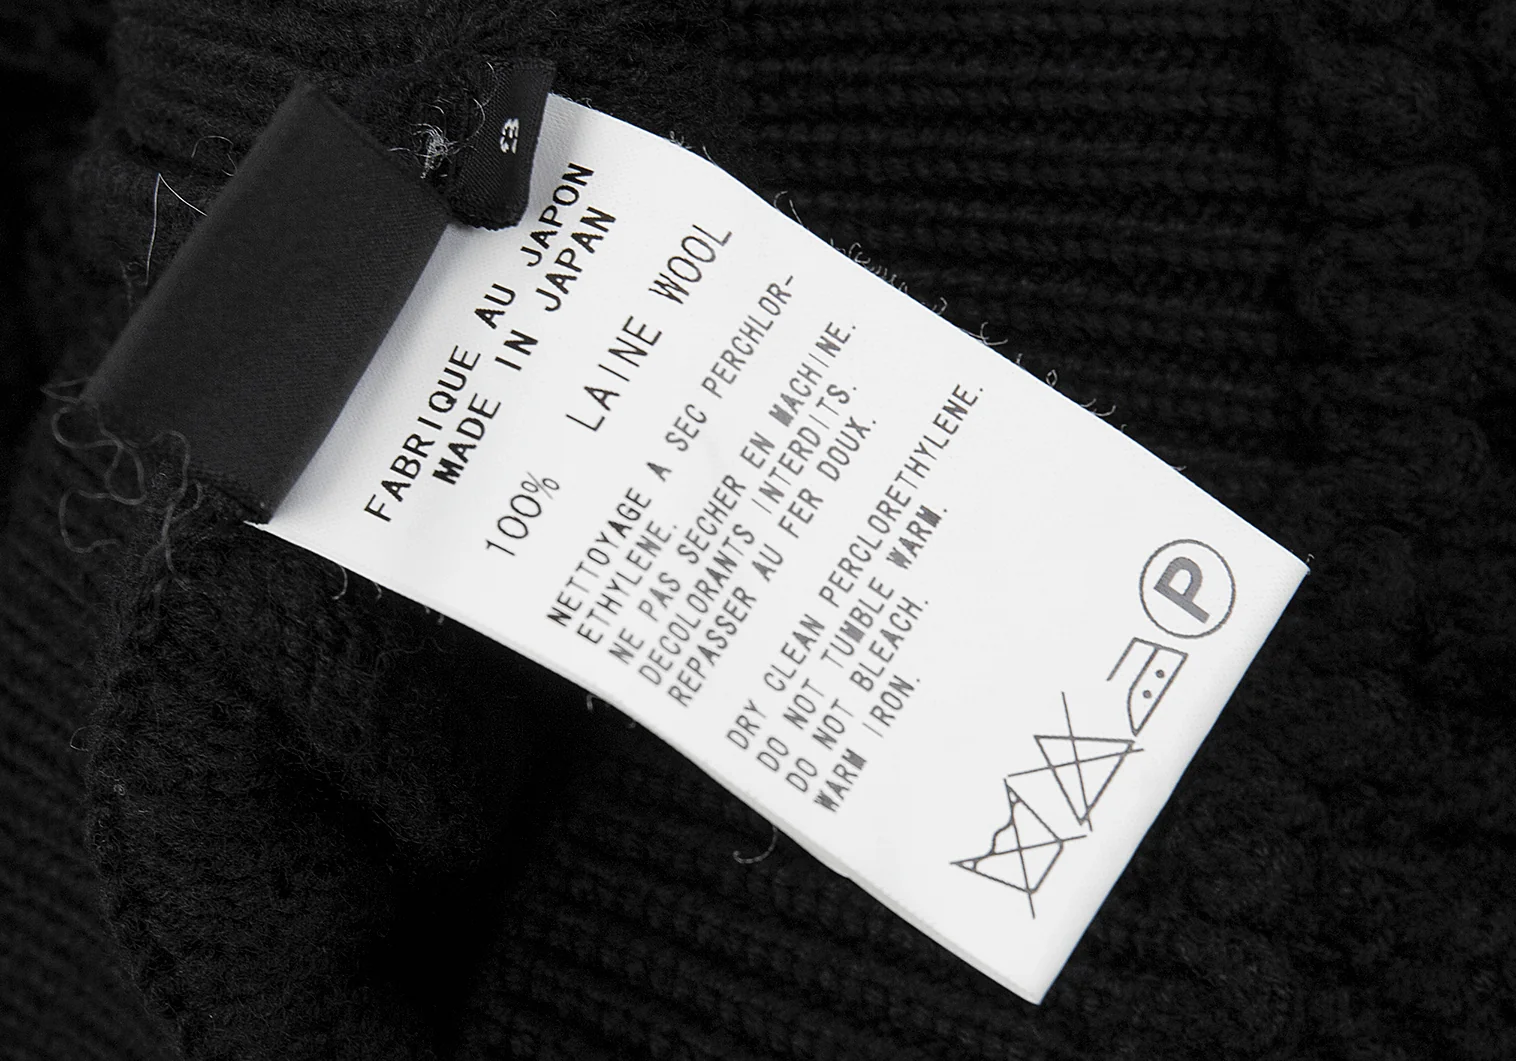 FABRIQUE AU JAPON
MADE IN JAPAN
100% LAINE WOOL
NETTOYAGE A SEC PERCHLOR-
ETHYLENE.
NE PAS SECHER EN MACHINE.
DECOLORANTS INTERDITS.
REPASSER AU FER DOUX.
DRY CLEAN PERCLORETHYLENE.
DO NOT TUMBLE WARM.
DO NOT BLEACH.
WARM IRON.
P